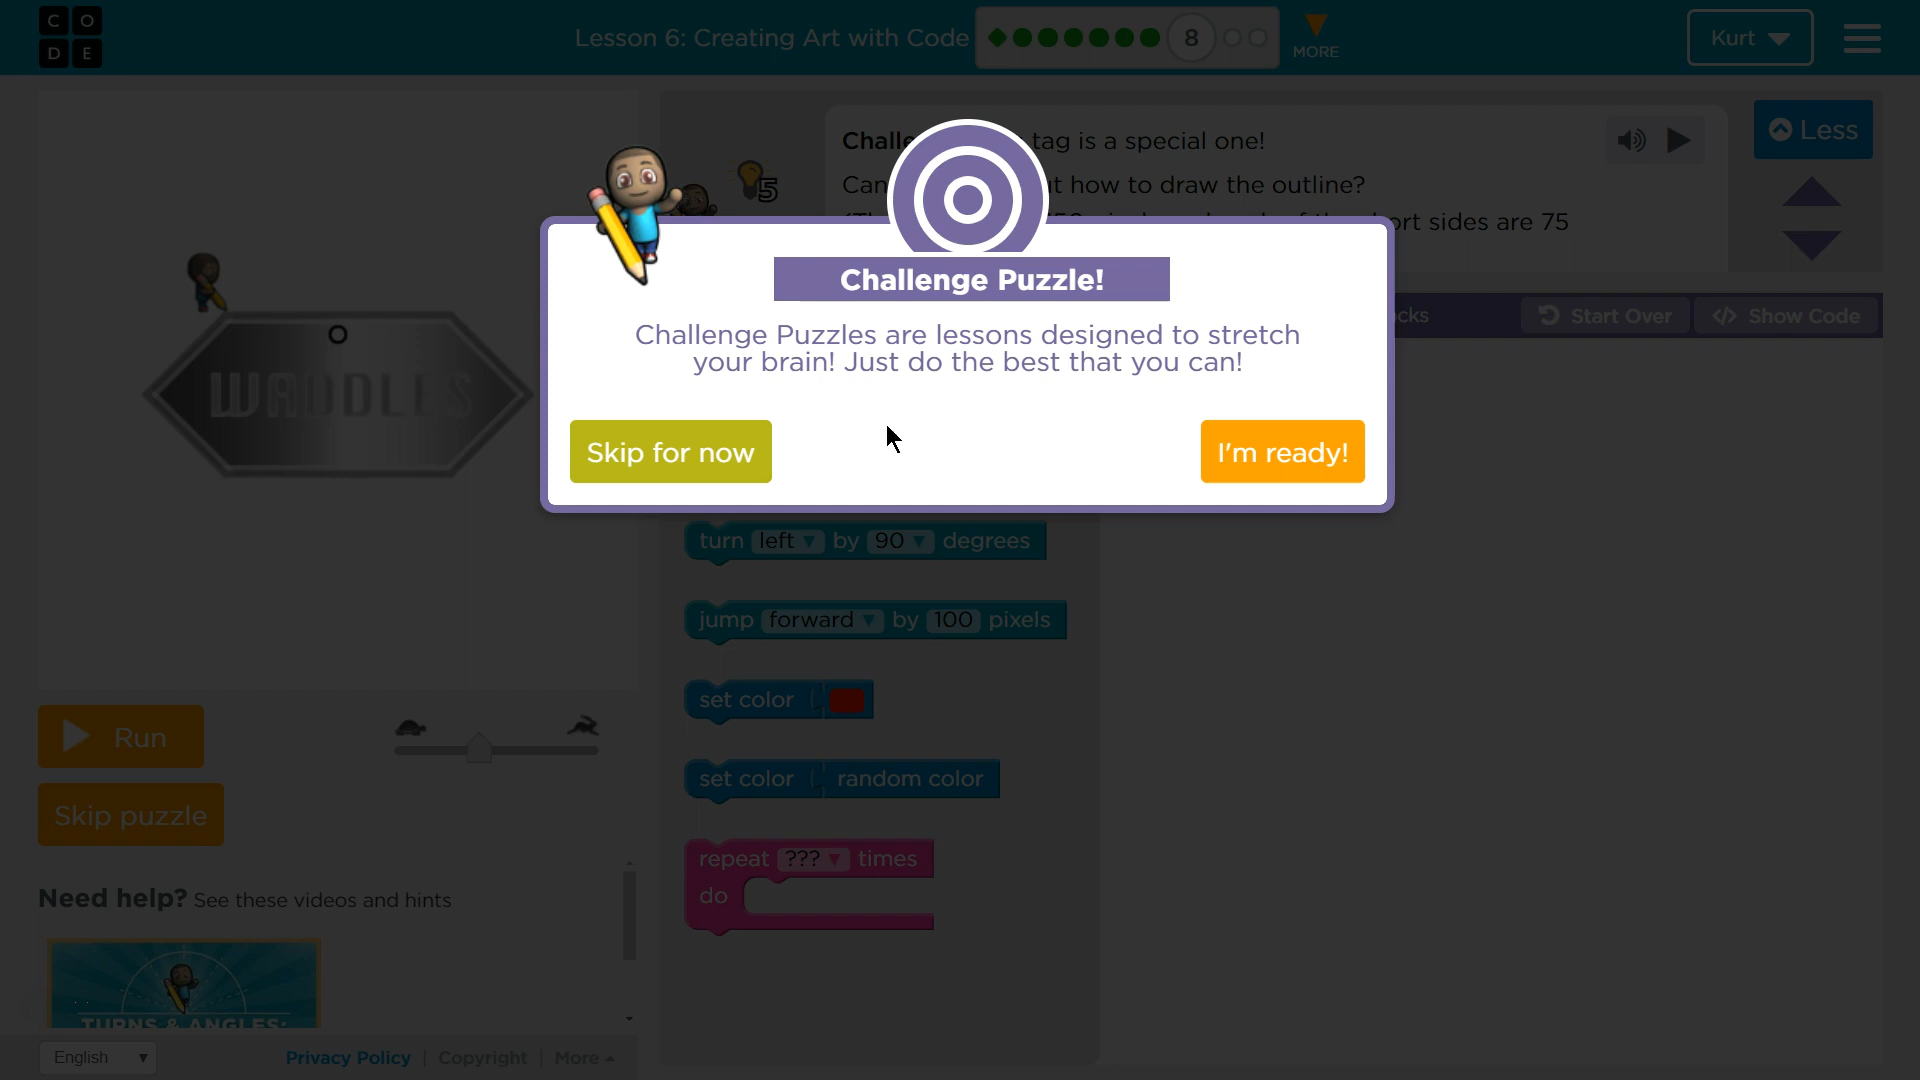 C O
D E
Lesson 6: Creating Art with Code
8
MORE
Kurt
Challe tag is a special one!
Less
5
Can t how to draw the outline?
ort sides are 75
Challenge Puzzle!
Challenge Puzzles are lessons designed to stretch
your brain! Just do the best that you can!
Skip for now
I'm ready!
cks
Start Over
</> Show Code
WADDLES
turn left by 90 degrees
jump forward by 100 pixels
set color
set color random color
repeat ??? times
do
Run
Skip puzzle
Need help? See these videos and hints
TURNS & ANGLES:
English
Privacy Policy | Copyright | More